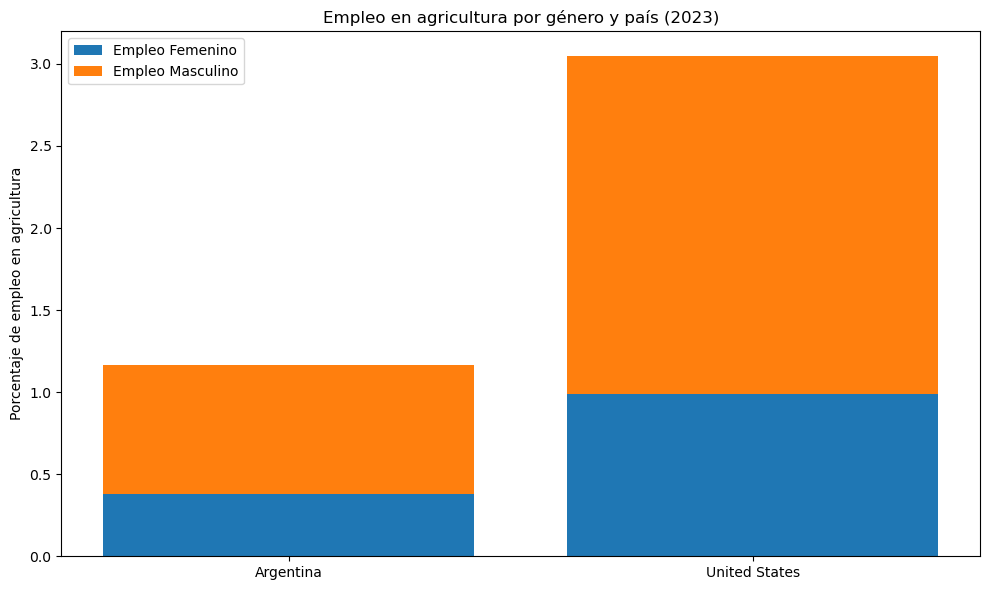 Empleo en agricultura por género y país (2023)
Empleo Femenino
Empleo Masculino
Porcentaje de empleo en agricultura
3.0
2.5
2.0
1.5
1.0
0.5
0.0
Argentina
United States